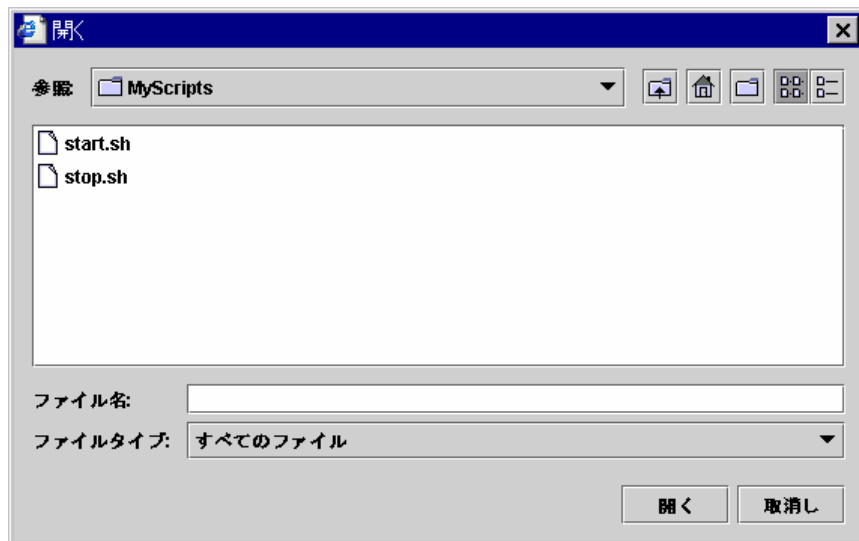 開く
参照: MyScripts
start.sh
stop.sh
ファイル名:
ファイルタイプ: すべてのファイル
開く 取消し